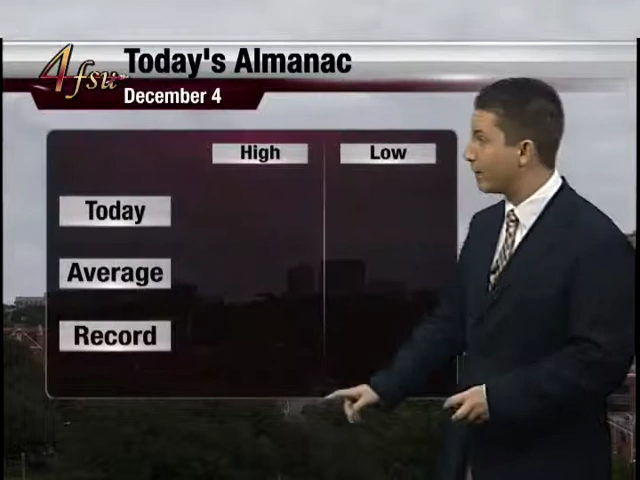 4fsu
Today's Almanac
December 4
High
Low
Today
Average
Record